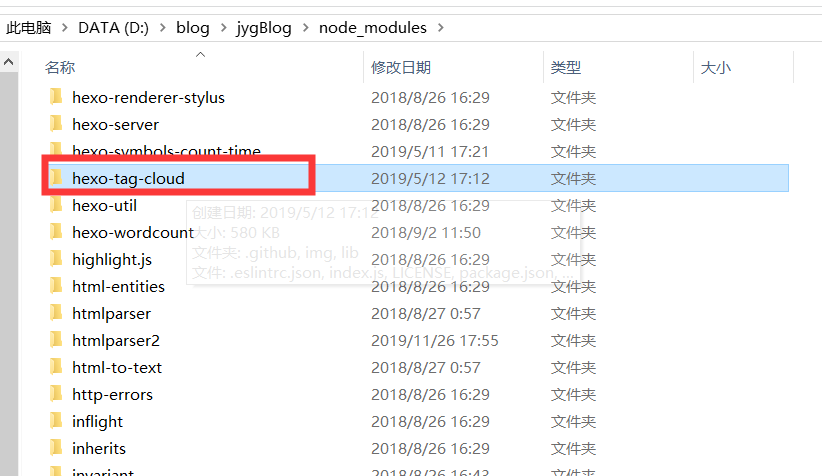 此电脑 > DATA (D:) > blog > jygBlog > node_modules >
名称 修改日期 类型 大小
hexo-renderer-stylus 2018/8/26 16:29 文件夹
hexo-server 2018/8/26 16:29 文件夹
hexo-symbols-count-time 2019/5/11 17:21 文件夹
hexo-tag-cloud 2019/5/12 17:12 文件夹
hexo-util 2018/8/26 16:29 文件夹
创建日期: 2019/5/12 17:12
hexo-wordcount 2018/9/2 11:50 文件夹
大小: 580 KB
文件夹: .github, img, lib
highlight.js 2018/8/26 16:29 文件夹
文件: .eslintrc.json, index.js, LICENSE, package.json, ...
html-entities 2018/8/26 16:29 文件夹
htmlparser 2018/8/27 0:57 文件夹
htmlparser2 2019/11/26 17:55 文件夹
html-to-text 2018/8/27 0:57 文件夹
http-errors 2018/8/26 16:29 文件夹
inflight 2018/8/26 16:29 文件夹
inherits 2018/8/26 16:29 文件夹
invariant 2018/8/26 16:43 文件夹